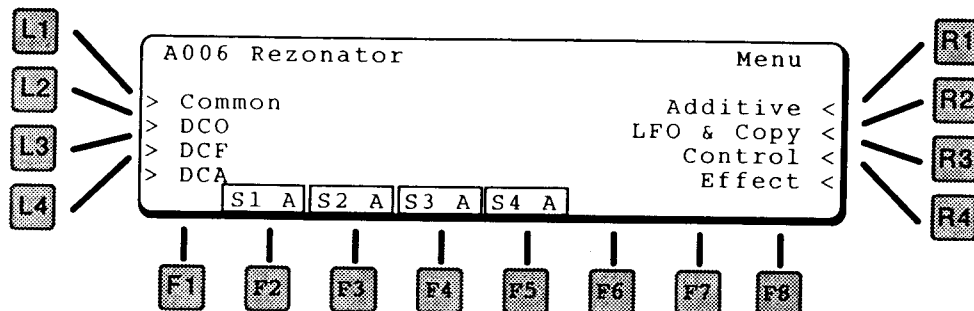 L1
L2
L3
L4
A006 Rezonator Menu
> Common
> DCO
> DCF
> DCA
Additive <
LFO & Copy <
Control <
Effect <
S1 A S2 A S3 A S4 A
R1
R2
R3
R4
F1 F2 F3 F4 F5 F6 F7 F8